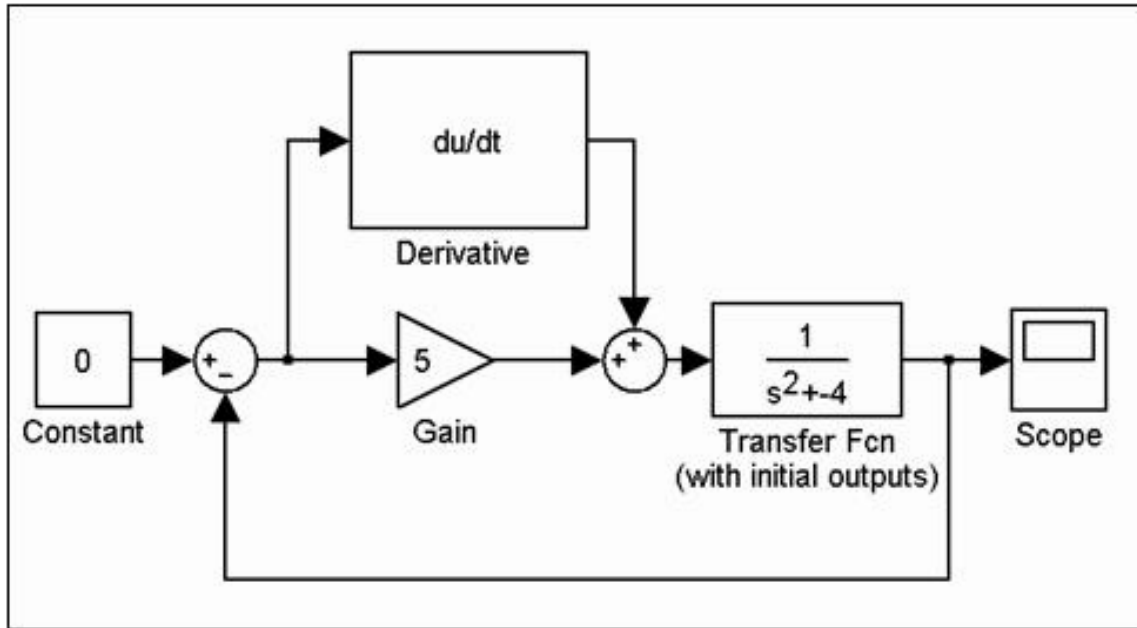 du/dt
Derivative
0
Constant
+
−
5
Gain
+
+
1
s²+-4
Transfer Fcn
(with initial outputs)
Scope